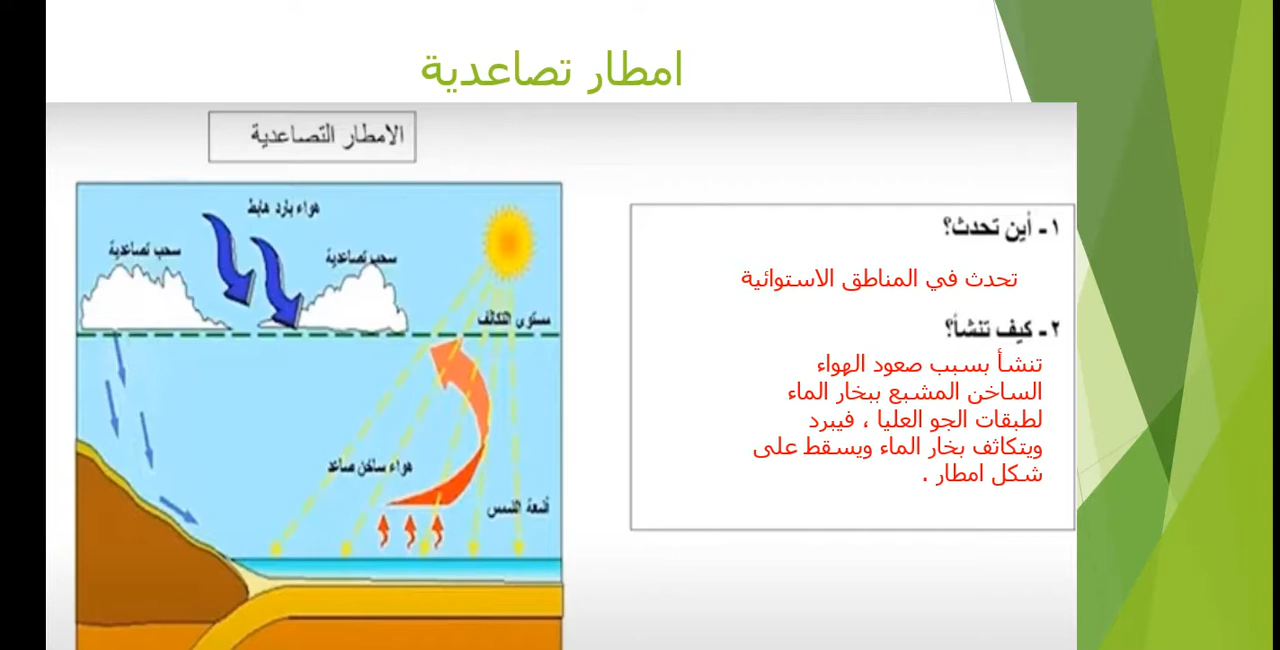 امطار تصاعدية
الامطار التصاعدية
١- أين تحدث؟
تحدث في المناطق الاستوائية
٢- كيف تنشأ؟
تنشأ بسبب صعود الهواء
الساخن المشبع ببخار الماء
لطبقات الجو العليا ، فيبرد
ويتكاثف بخار الماء ويسقط على
شكل امطار .
هواء بارد هابط
سحب تصاعدية
سحب تصاعدية
مستوى التكاثف
هواء ساخن صاعد
أشعة الشمس